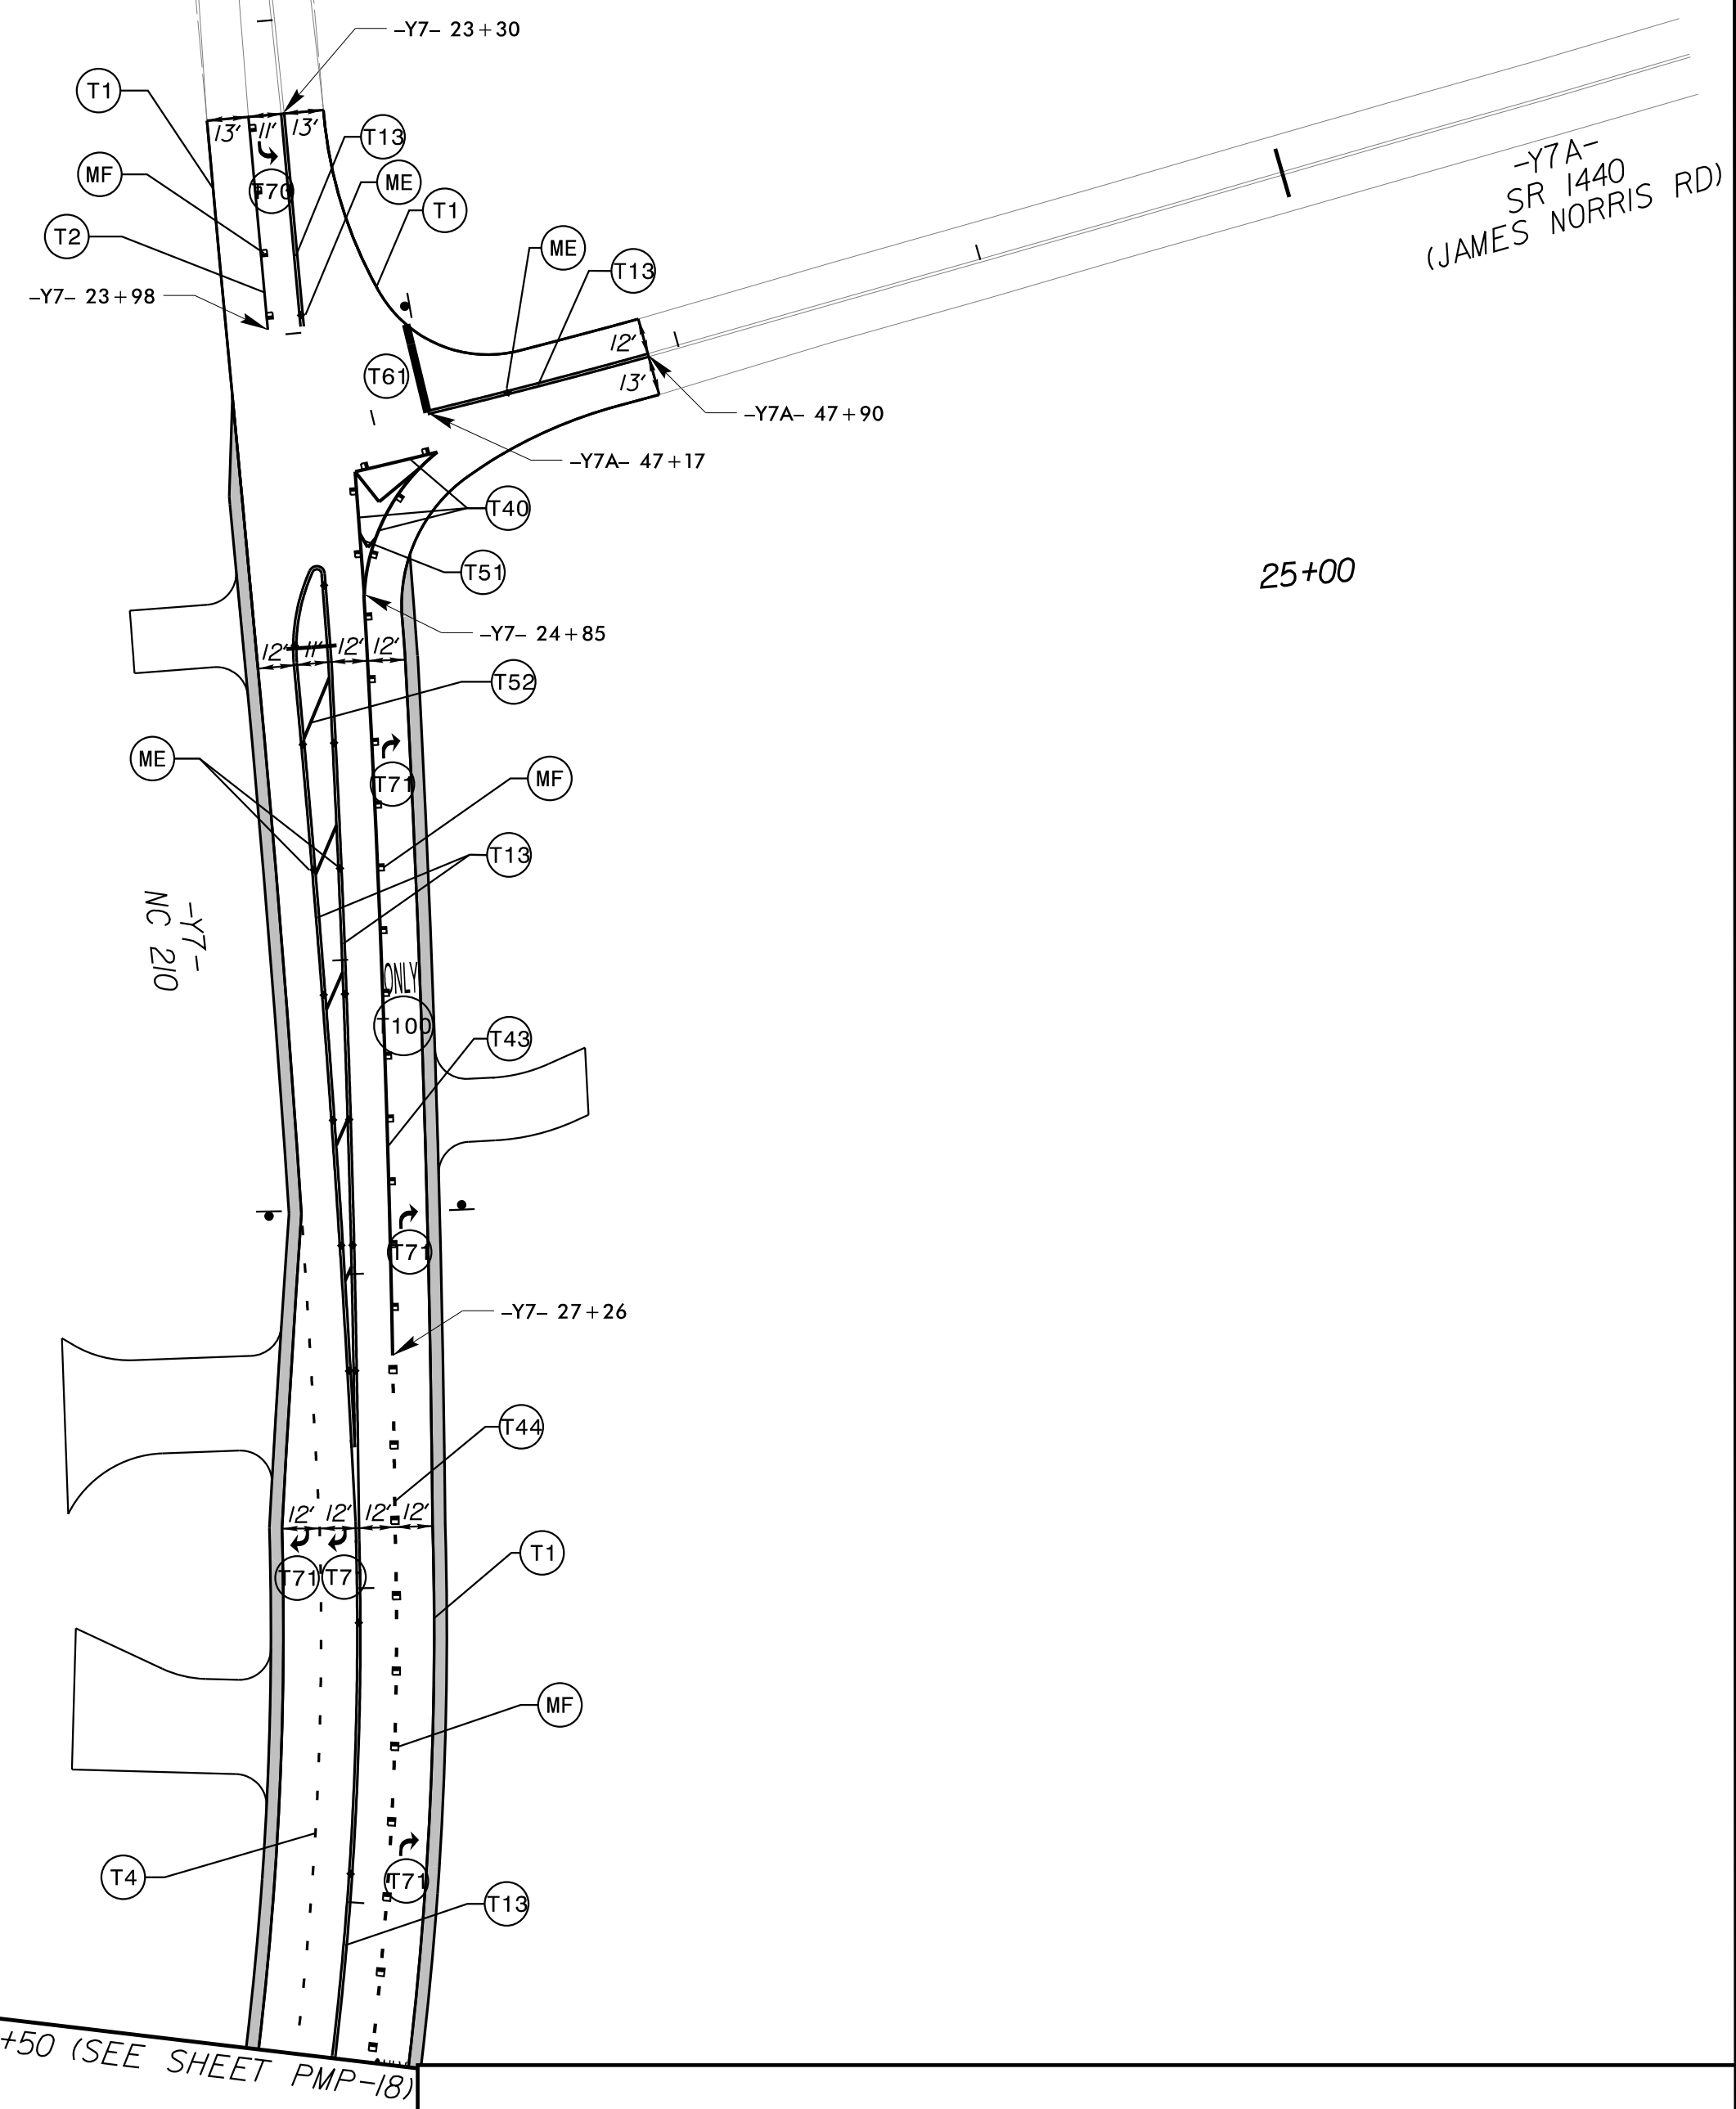 –Y7– 23+30
T1
13'
11'
13'
T13
MF
T70
ME
T2
T1
ME
T13
–Y7A–
SR 1440
(JAMES NORRIS RD)
–Y7– 23+98
12'
T61
13'
–Y7A– 47+90
–Y7A– 47+17
T40
T51
25+00
–Y7– 24+85
12'
11'
12'
12'
T52
ME
T71
MF
T13
–Y7–
NC 210
ONLY
T100
T43
T71
–Y7– 27+26
T44
12'
12'
12'
12'
T71
T71
T1
MF
T4
T71
T13
+50 (SEE SHEET PMP-18)